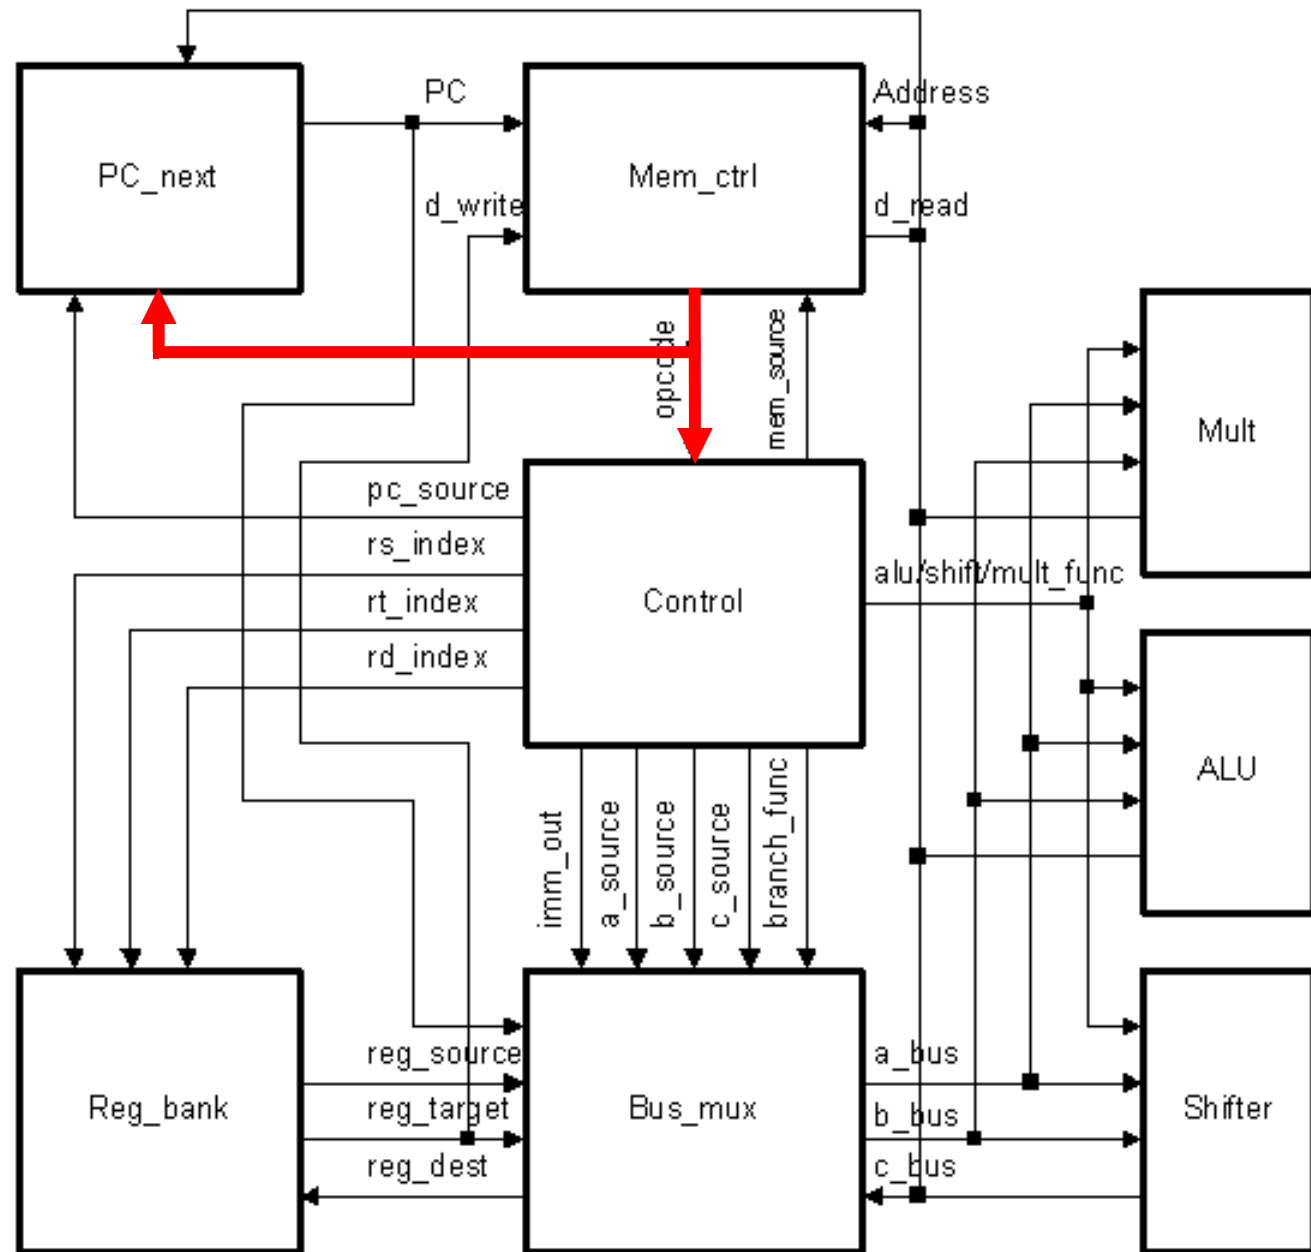 PC
Address
PC_next
Mem_ctrl
d_write
d_read
opcode
mem_source
Mult
pc_source
rs_index
rt_index
rd_index
Control
alu/shift/mult_func
ALU
imm_out
a_source
b_source
c_source
branch_func
reg_source
reg_target
reg_dest
Reg_bank
Bus_mux
a_bus
b_bus
c_bus
Shifter